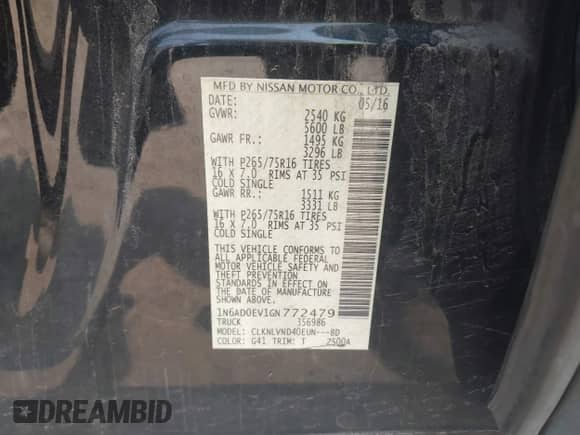 MFD BY NISSAN MOTOR CO., LTD.
DATE: 05/16
GVWR: 2540 KG
5600 LB
GAWR FR.: 1495 KG
3296 LB
WITH P265/75R16 TIRES
16 X 7.0 RIMS AT 35 PSI
COLD SINGLE
GAWR RR.: 1511 KG
3331 LB
WITH P265/75R16 TIRES
16 X 7.0 RIMS AT 35 PSI
COLD SINGLE
THIS VEHICLE CONFORMS TO
ALL APPLICABLE FEDERAL
MOTOR VEHICLE SAFETY AND
THEFT PREVENTION
STANDARDS IN EFFECT ON
THE DATE OF MANUFACTURE
SHOWN ABOVE.
1N6AD0EV1GN772479
TRUCK 356986
MODEL: CLKNLVND40EUN---BD
COLOR: G41 TRIM: T 2500A
DREAMBID